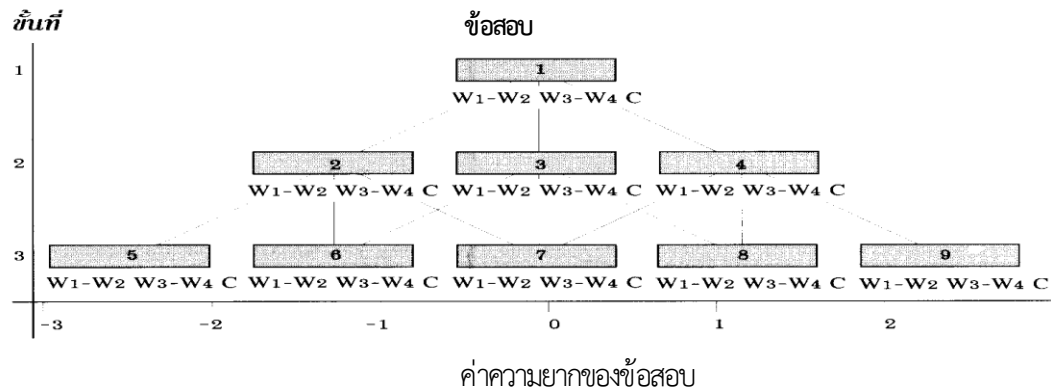 ขั้นที่ ข้อสอบ
1 1
W1-W2 W3-W4 C
2 2 3 4
W1-W2 W3-W4 C W1-W2 W3-W4 C W1-W2 W3-W4 C
3 5 6 7 8 9
W1-W2 W3-W4 C W1-W2 W3-W4 C W1-W2 W3-W4 C W1-W2 W3-W4 C W1-W2 W3-W4 C
-3 -2 -1 0 1 2
ค่าความยากของข้อสอบ